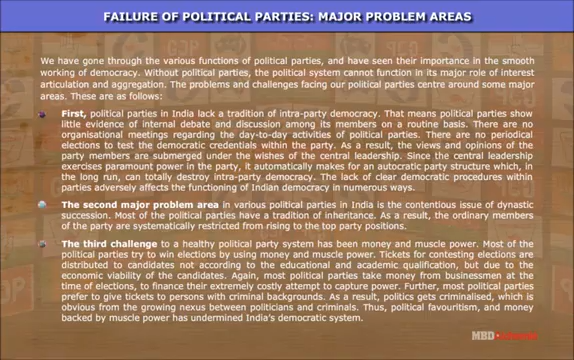 FAILURE OF POLITICAL PARTIES: MAJOR PROBLEM AREAS
We have gone through the various functions of political parties, and have seen their importance in the smooth
working of democracy. Without political parties, the political system cannot function in its major role of interest
articulation and aggregation. The problems and challenges facing our political parties centre around some major
areas. These are as follows:
First, political parties in India lack a tradition of intra-party democracy. That means political parties show
little evidence of internal debate and discussion among its members on a routine basis. There are no
organisational meetings regarding the day-to-day activities of political parties. There are no periodical
elections to test the democratic credentials within the party. As a result, the views and opinions of the
party members are submerged under the wishes of the central leadership. Since the central leadership
exercises paramount power in the party, it automatically makes for an autocratic party structure which, in
the long run, can totally destroy intra-party democracy. The lack of clear democratic procedures within
parties adversely affects the functioning of Indian democracy in numerous ways.
The second major problem area in various political parties in India is the contentious issue of dynastic
succession. Most of the political parties have a tradition of inheritance. As a result, the ordinary members
of the party are systematically restricted from rising to the top party positions.
The third challenge to a healthy political party system has been money and muscle power. Most of the
political parties try to win elections by using money and muscle power. Tickets for contesting elections are
distributed to candidates not according to the educational and academic qualification, but due to the
economic viability of the candidates. Again, most political parties take money from businessmen at the
time of elections, to finance their extremely costly attempt to capture power. Further, most political parties
prefer to give tickets to persons with criminal backgrounds. As a result, politics gets criminalised, which is
obvious from the growing nexus between politicians and criminals. Thus, political favouritism, and money
backed by muscle power has undermined India's democratic system.
MBD